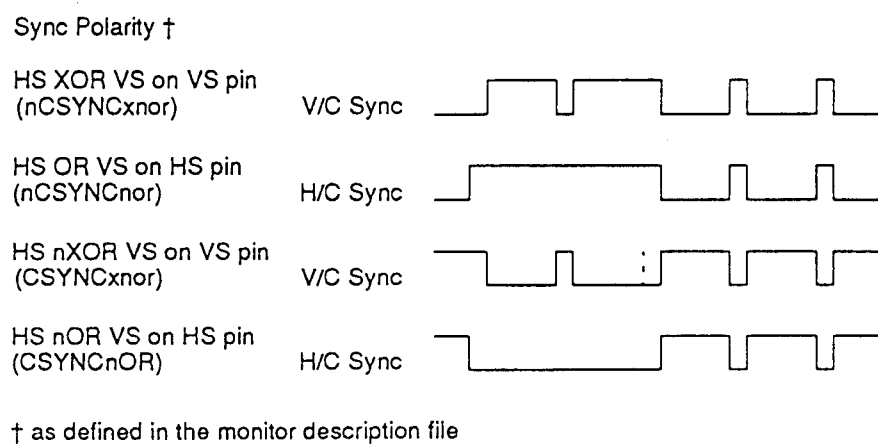 Sync Polarity †
HS XOR VS on VS pin
(nCSYNCxnor) V/C Sync
HS OR VS on HS pin
(nCSYNCnor) H/C Sync
HS nXOR VS on VS pin
(CSYNCxnor) V/C Sync
HS nOR VS on HS pin
(CSYNCnOR) H/C Sync
† as defined in the monitor description file